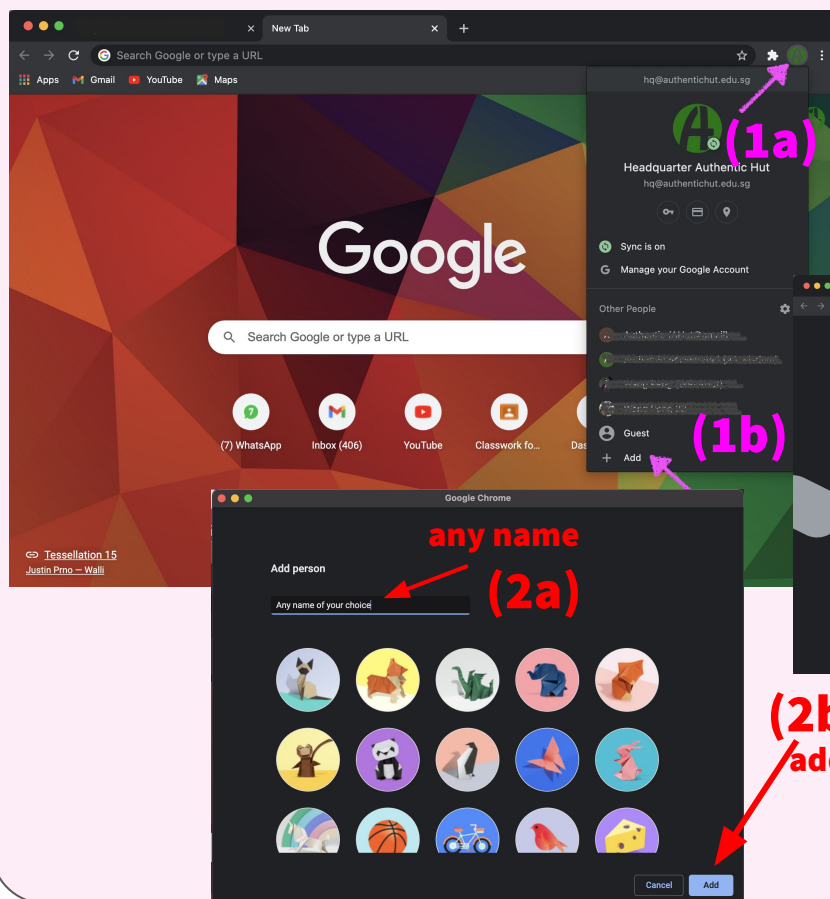 New Tab
Search Google or type a URL
Apps Gmail YouTube Maps
hq@authentichut.edu.sg
(1a)
Headquarter Authentic Hut
hq@authentichut.edu.sg
Sync is on
Manage your Google Account
Other People
Google
Search Google or type a URL
(7) WhatsApp
Inbox (406)
YouTube
Classwork fo...
Guest
Add
(1b)
Tessellation 15
Justin Prno — Walli
Google Chrome
any name
Add person
(2a)
Any name of your choice
Cancel
Add